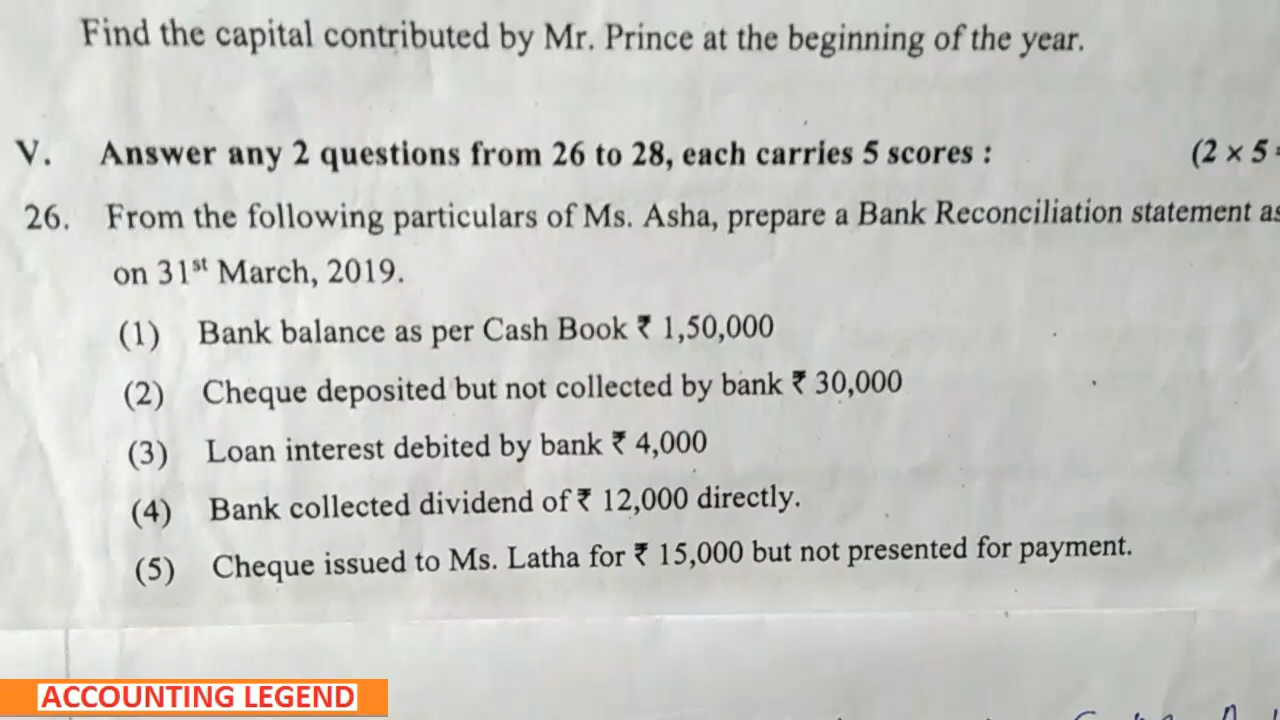 Find the capital contributed by Mr. Prince at the beginning of the year.
V. Answer any 2 questions from 26 to 28, each carries 5 scores : (2 × 5 =
26. From the following particulars of Ms. Asha, prepare a Bank Reconciliation statement as
on 31st March, 2019.
(1) Bank balance as per Cash Book ₹ 1,50,000
(2) Cheque deposited but not collected by bank ₹ 30,000
(3) Loan interest debited by bank ₹ 4,000
(4) Bank collected dividend of ₹ 12,000 directly.
(5) Cheque issued to Ms. Latha for ₹ 15,000 but not presented for payment.
ACCOUNTING LEGEND